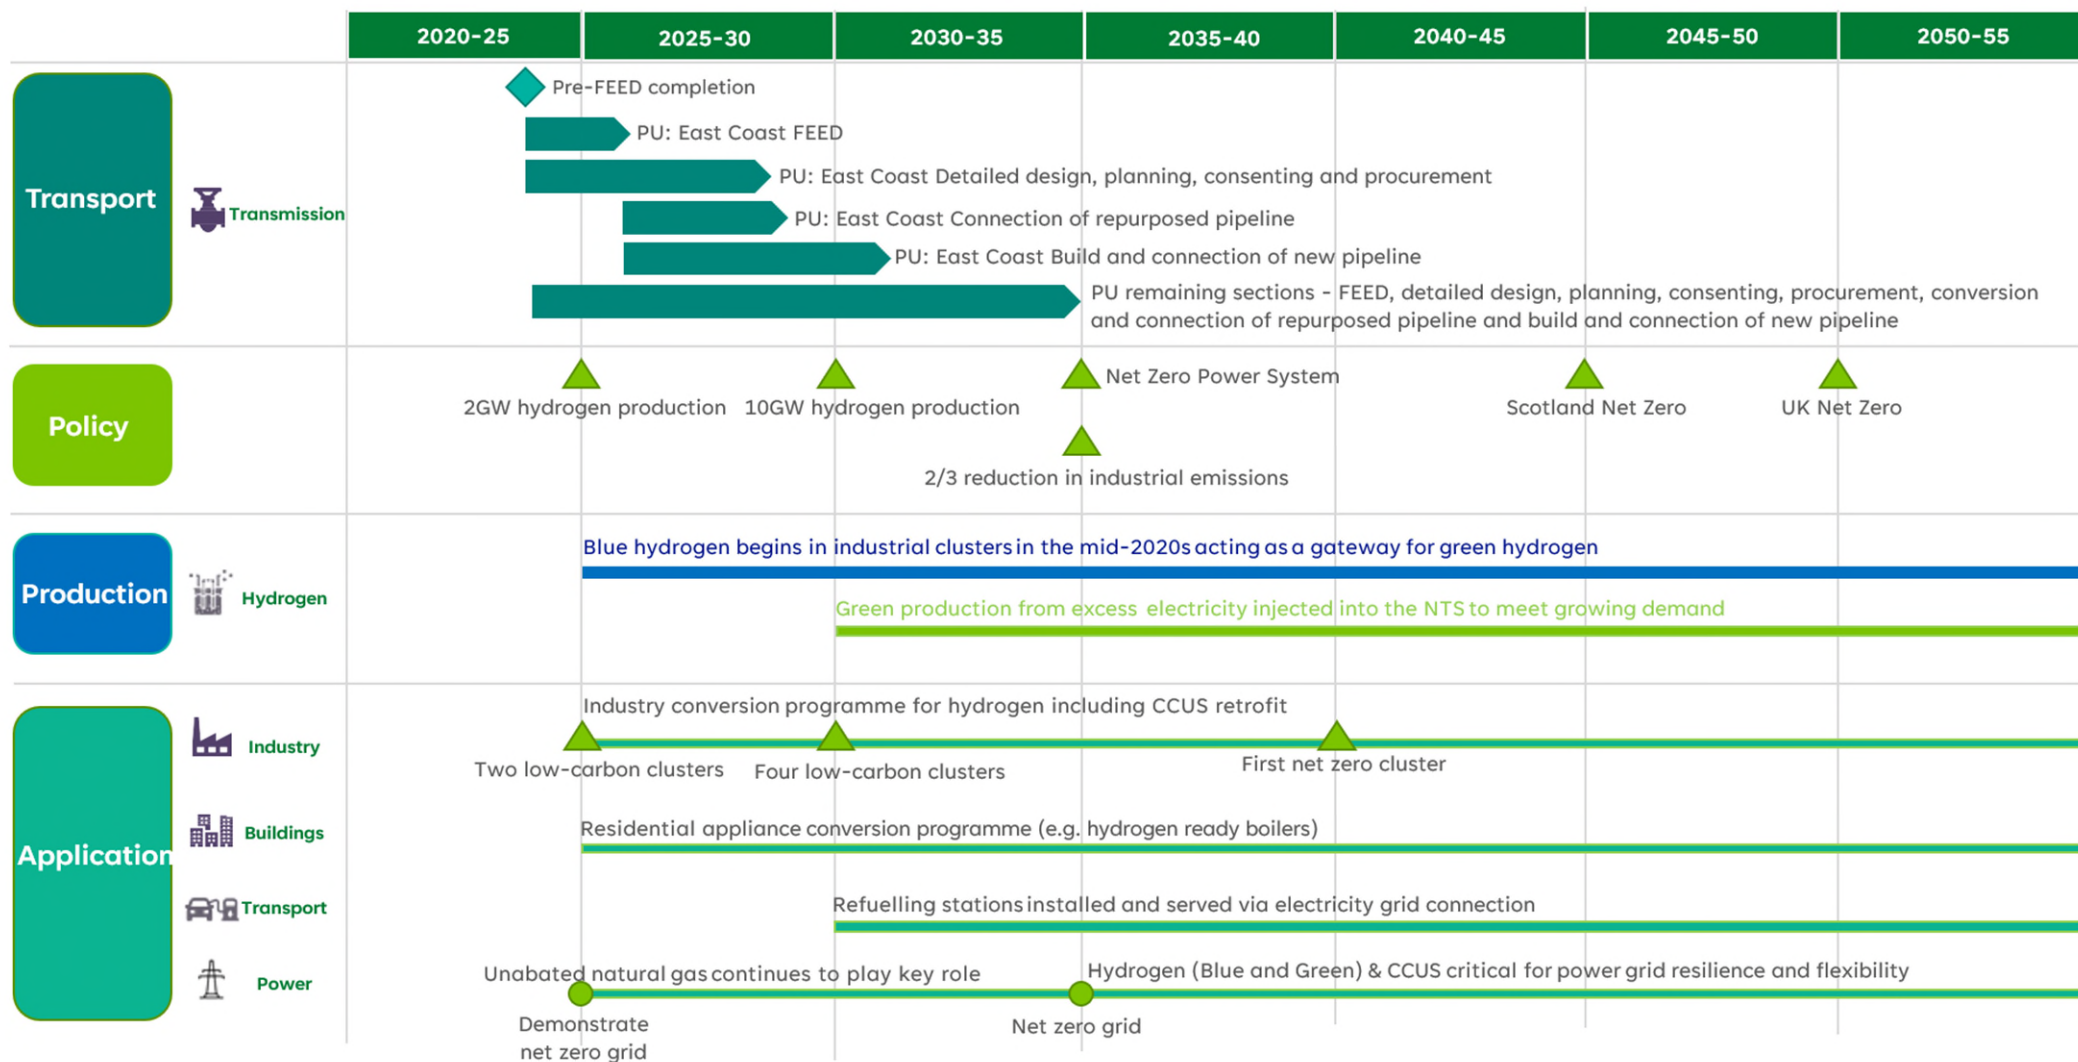 2020-25
2025-30
2030-35
2035-40
2040-45
2045-50
2050-55
Transport
Transmission
Pre-FEED completion
PU: East Coast FEED
PU: East Coast Detailed design, planning, consenting and procurement
PU: East Coast Connection of repurposed pipeline
PU: East Coast Build and connection of new pipeline
PU remaining sections - FEED, detailed design, planning, consenting, procurement, conversion
and connection of repurposed pipeline and build and connection of new pipeline
Policy
Net Zero Power System
2GW hydrogen production
10GW hydrogen production
Scotland Net Zero
UK Net Zero
2/3 reduction in industrial emissions
Production
Hydrogen
Blue hydrogen begins in industrial clusters in the mid-2020s acting as a gateway for green hydrogen
Green production from excess electricity injected into the NTS to meet growing demand
Application
Industry
Industry conversion programme for hydrogen including CCUS retrofit
Two low-carbon clusters
Four low-carbon clusters
First net zero cluster
Buildings
Residential appliance conversion programme (e.g. hydrogen ready boilers)
Transport
Refuelling stations installed and served via electricity grid connection
Power
Unabated natural gas continues to play key role
Hydrogen (Blue and Green) & CCUS critical for power grid resilience and flexibility
Demonstrate
net zero grid
Net zero grid